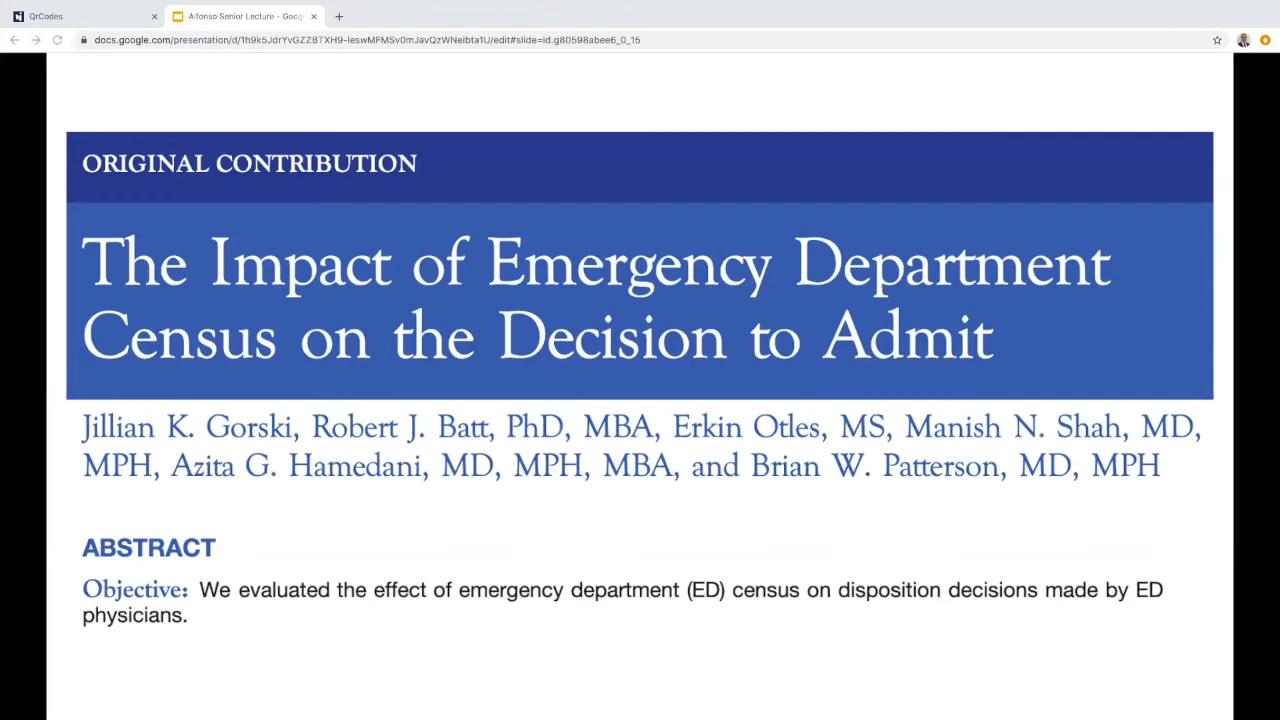 QrCodes
Alfonso Senior Lecture - Goog
docs.google.com/presentation/d/1h9k5JdrYvGZZBTXH9-IeswMFMSv0mJavQzWNeibta1U/edit#slide=id.g80598abee6_0_15
ORIGINAL CONTRIBUTION
The Impact of Emergency Department
Census on the Decision to Admit
Jillian K. Gorski, Robert J. Batt, PhD, MBA, Erkin Otles, MS, Manish N. Shah, MD,
MPH, Azita G. Hamedani, MD, MPH, MBA, and Brian W. Patterson, MD, MPH
ABSTRACT
Objective: We evaluated the effect of emergency department (ED) census on disposition decisions made by ED
physicians.